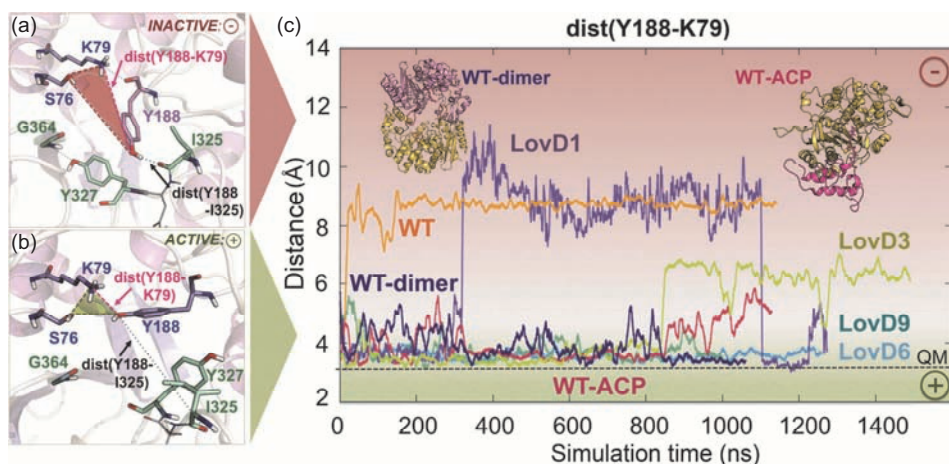 (a)
INACTIVE:⊖
K79
dist(Y188-K79)
S76
Y188
G364
I325
Y327
dist(Y188
-I325)
(b)
ACTIVE:⊕
K79
dist(Y188-
K79)
S76
Y188
G364
dist(Y188-
I325)
Y327
I325
(c)
dist(Y188-K79)
14
12
10
8
6
4
2
Distance (Å)
WT-dimer
LovD1
WT-ACP
⊖
WT
LovD3
WT-dimer
LovD9
LovD6
QM
WT-ACP
⊕
0 200 400 600 800 1000 1200 1400
Simulation time (ns)